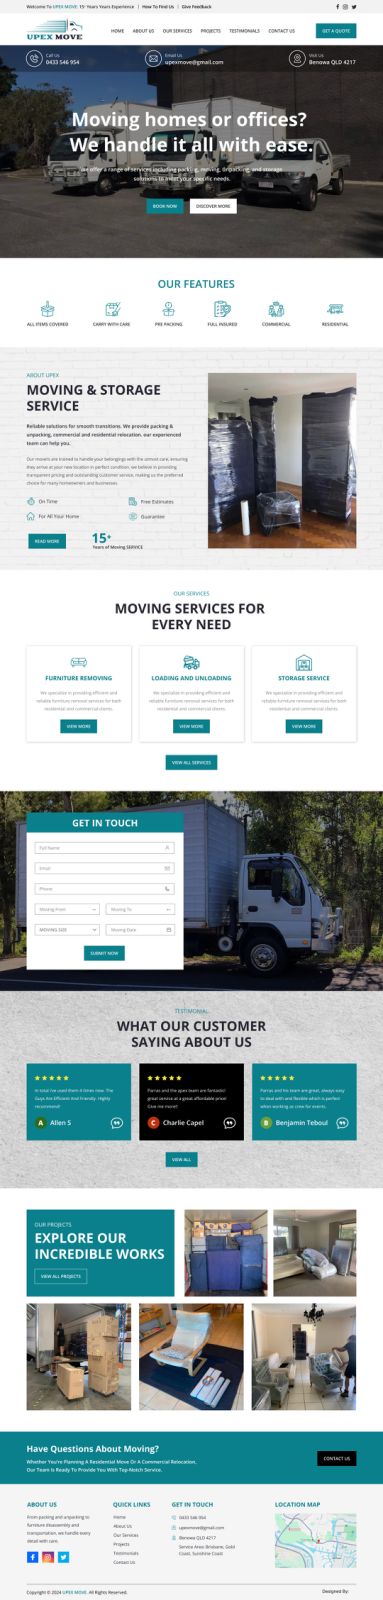 Welcome To UPEX MOVE 15+ Years Years Experience | How To Find Us | Give Feedback
UPEX MOVE
HOME ABOUT US OUR SERVICES PROJECTS TESTIMONIALS CONTACT US
GET A QUOTE
Call Us
0433 546 954
Email Us
upexmove@gmail.com
Visit Us
Benowa QLD 4217
Moving homes or offices?
We handle it all with ease.
We offer a range of services including packing, moving, unpacking, and storage
solutions to meet your specific needs.
BOOK NOW
DISCOVER MORE
OUR FEATURES
ALL ITEMS COVERED
CARRY WITH CARE
PRE PACKING
FULL INSURED
COMMERCIAL
RESIDENTIAL
ABOUT UPEX
MOVING & STORAGE
SERVICE
Reliable solutions for smooth transitions. We provide packing &
unpacking, commercial and residential relocation. our experienced
team can help you.
Our movers are trained to handle your belongings with the utmost care, ensuring
they arrive at your new location in perfect condition, we believe in providing
transparent pricing and outstanding customer service, making us the preferred
choice for many homeowners and businesses.
On Time
Free Estimates
For All Your Home
Guarantee
READ MORE
15+
Years of Moving SERVICE
OUR SERVICES
MOVING SERVICES FOR
EVERY NEED
FURNITURE REMOVING
We specialize in providing efficient and
reliable furniture removal services for both
residential and commercial clients.
VIEW MORE
LOADING AND UNLOADING
We specialize in providing efficient and
reliable furniture removal services for both
residential and commercial clients.
VIEW MORE
STORAGE SERVICE
We specialize in providing efficient and
reliable furniture removal services for both
residential and commercial clients.
VIEW MORE
VIEW ALL SERVICES
GET IN TOUCH
Full Name
Email
Phone
Moving From
Moving To
MOVING SIZE
Moving Date
SUBMIT NOW
TESTIMONIAL
WHAT OUR CUSTOMER
SAYING ABOUT US
In total I've used them 4 times now. The
Guys Are Efficient And Friendly. Highly
recommend!
A Allen S
Parras and the apex team are fantastic!
great service at a great affordable price!
Give me more!!
C Charlie Capel
Parras and his team are great, always easy
to deal with and flexible which is perfect
when working or crew for events.
B Benjamin Teboul
VIEW ALL
OUR PROJECTS
EXPLORE OUR
INCREDIBLE WORKS
VIEW ALL PROJECTS
Have Questions About Moving?
Whether You're Planning A Residential Move Or A Commercial Relocation,
Our Team Is Ready To Provide You With Top-Notch Service.
CONTACT US
ABOUT US
From packing and unpacking to
furniture disassembly and
transportation, we handle every
detail with care.
QUICK LINKS
Home
About Us
Our Services
Projects
Testimonials
Contact Us
GET IN TOUCH
0433 546 954
upexmove@gmail.com
Benowa QLD 4217
Service Areas Brisbane, Gold
Coast, Sunshine Coast
LOCATION MAP
Copyright © 2024 UPEX MOVE. All Rights Reserved.
Designed By: